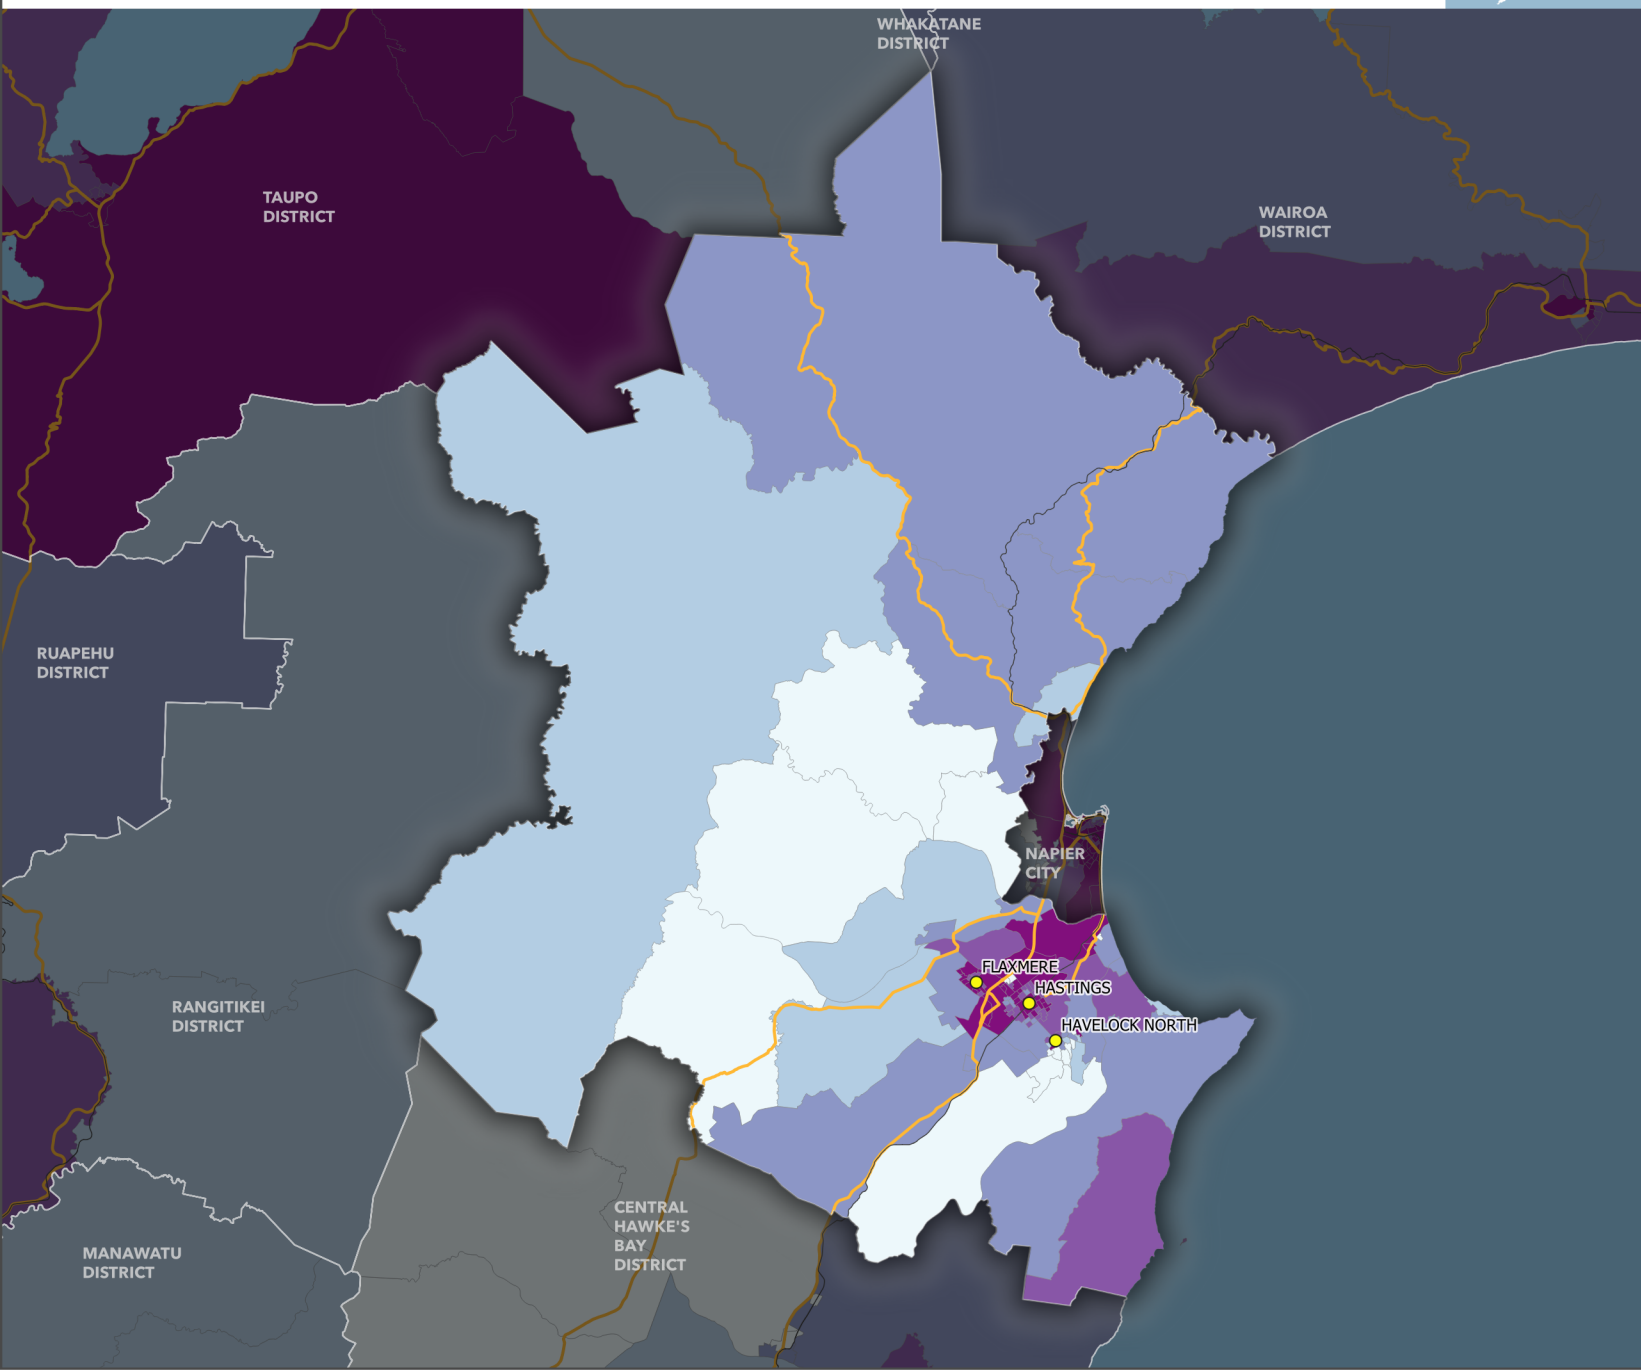 WHAKATANE
DISTRICT
TAUPO
DISTRICT
WAIROA
DISTRICT
RUAPEHU
DISTRICT
NAPIER
CITY
FLAXMERE
HASTINGS
RANGITIKEI
DISTRICT
HAVELOCK NORTH
CENTRAL
HAWKE'S
BAY
DISTRICT
MANAWATU
DISTRICT